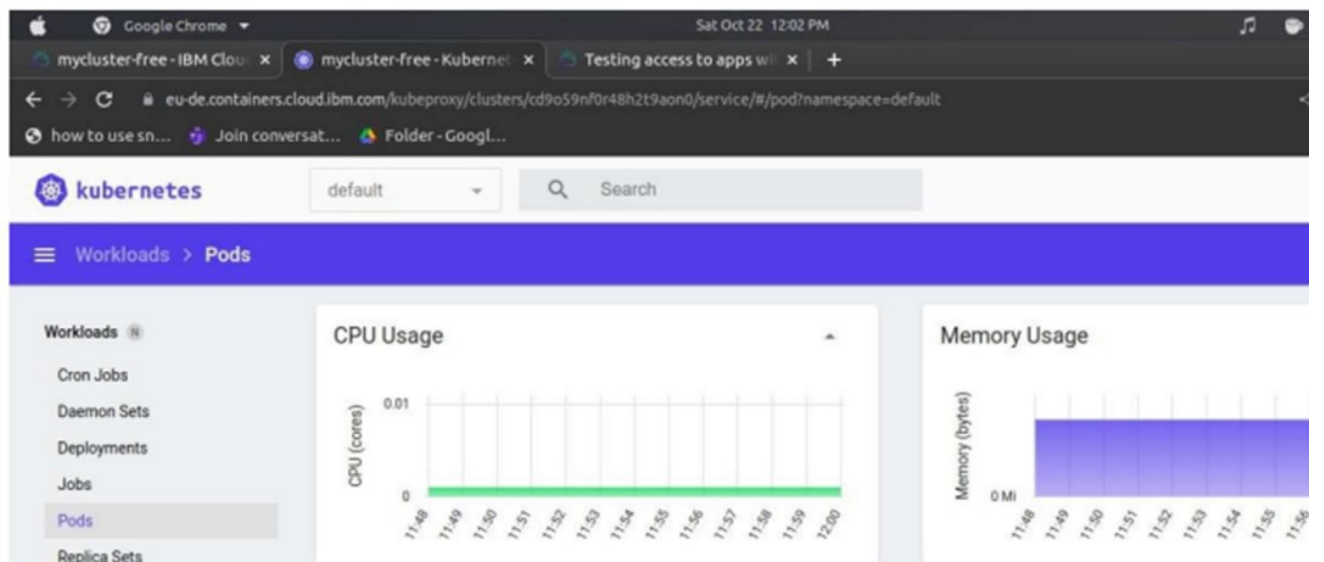 Google Chrome Sat Oct 22 12:02 PM
mycluster-free - IBM Clou mycluster-free - Kubernet Testing access to apps wi
eu-de.containers.cloud.ibm.com/kubeproxy/clusters/cd9o59nf0r48h2t9aon0/service/#/pod?namespace=default
how to use sn... Join conversat... Folder - Googl...
kubernetes default Search
Workloads > Pods
Workloads N
Cron Jobs
Daemon Sets
Deployments
Jobs
Pods
Replica Sets
CPU Usage
CPU (cores)
0.01
0
11:48 11:49 11:50 11:51 11:52 11:53 11:54 11:55 11:56 11:57 11:58 11:59 12:00
Memory Usage
Memory (bytes)
0 Mi
11:48 11:49 11:50 11:51 11:52 11:53 11:54 11:55 11:56